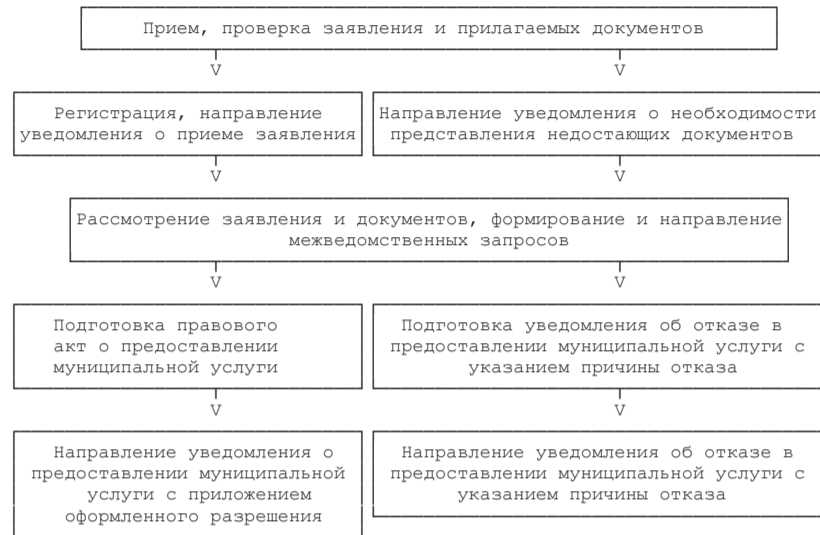 Прием, проверка заявления и прилагаемых документов
V V
Регистрация, направление
уведомления о приеме заявления
Направление уведомления о необходимости
представления недостающих документов
V V
Рассмотрение заявления и документов, формирование и направление
межведомственных запросов
V V
Подготовка правового
акт о предоставлении
муниципальной услуги
Подготовка уведомления об отказе в
предоставлении муниципальной услуги с
указанием причины отказа
V V
Направление уведомления о
предоставлении муниципальной
услуги с приложением
оформленного разрешения
Направление уведомления об отказе в
предоставлении муниципальной услуги с
указанием причины отказа